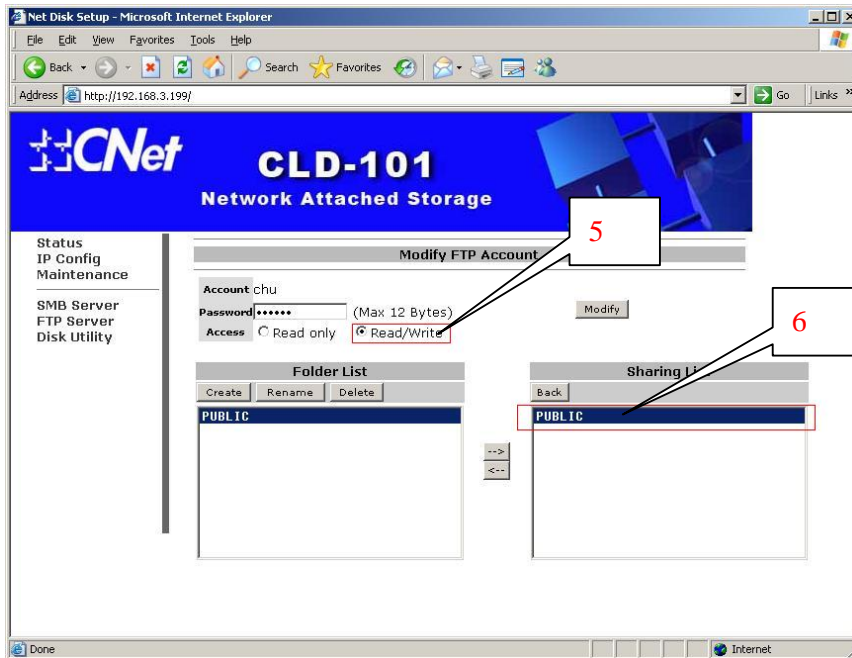 Net Disk Setup - Microsoft Internet Explorer
File Edit View Favorites Tools Help
Back Search Favorites
Address http://192.168.3.199/ Go Links »
CNet
CLD-101
Network Attached Storage
Status
IP Config
Maintenance
SMB Server
FTP Server
Disk Utility
Modify FTP Account
5
Account chu
Password •••••• (Max 12 Bytes)
Modify
Access Read only Read/Write
6
Folder List
Create Rename Delete
PUBLIC
-->
<--
Sharing
Back
PUBLIC
Done
Internet